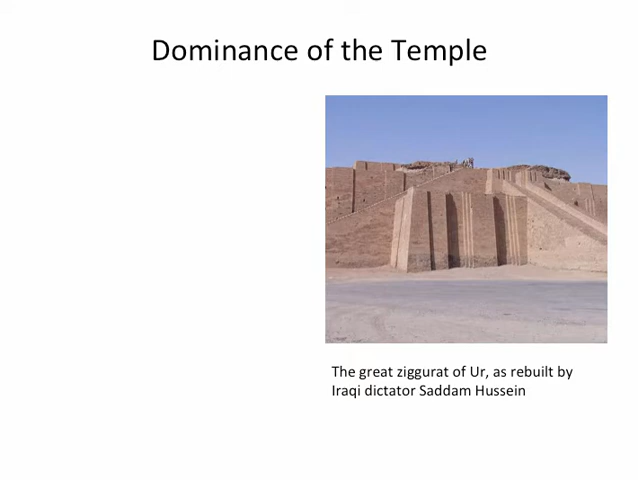 Dominance of the Temple
The great ziggurat of Ur, as rebuilt by
Iraqi dictator Saddam Hussein